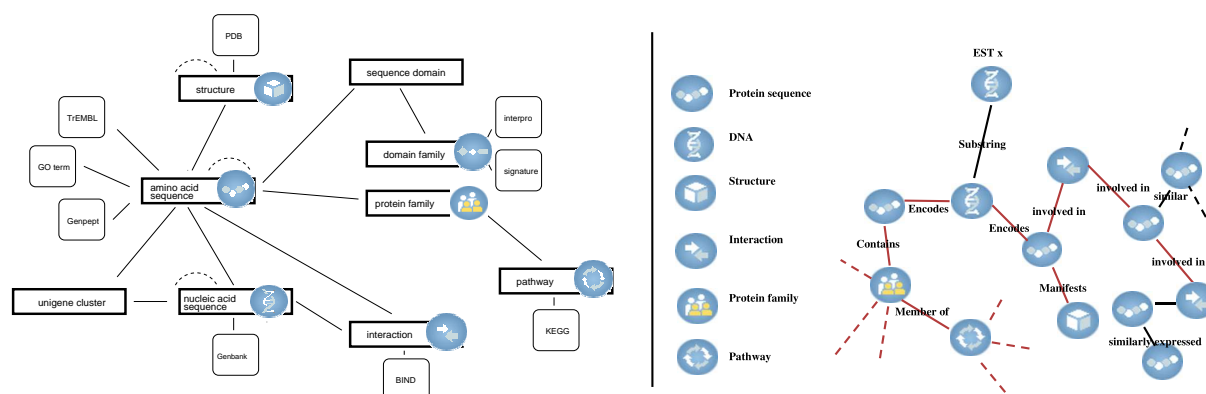 PDB
structure
sequence domain
TrEMBL
interpro
domain family
GO term
signature
amino acid
sequence
protein family
Genpept
pathway
unigene cluster
nucleic acid
sequence
interaction
KEGG
Genbank
BIND
EST x
Protein sequence
DNA
Substring
Structure
involved in
similar
Encodes
involved in
Encodes
Interaction
Contains
involved in
Manifests
Protein family
Member of
similarly expressed
Pathway